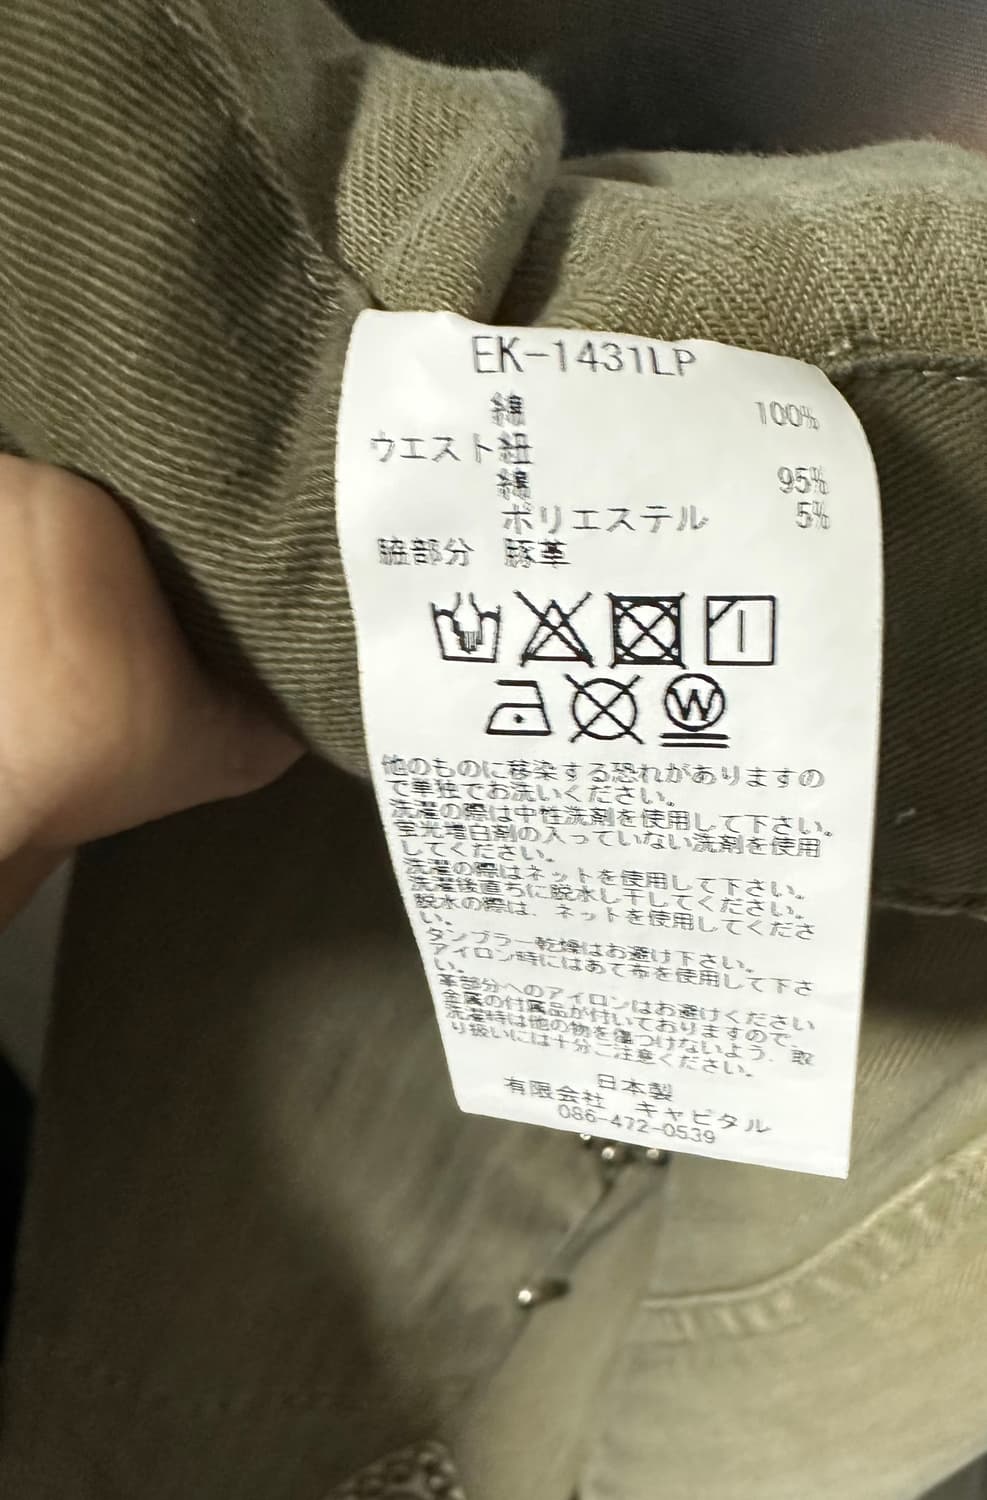 EK-1431LP
綿 100%
ウエスト紐
綿 95%
ポリエステル 5%
脇部分 豚革
W
他のものに移染する恐れがありますの
で単独でお洗いください。
洗濯の際は中性洗剤を使用して下さい。
蛍光増白剤の入っていない洗剤を使用
してください。
洗濯の際はネットを使用して下さい。
洗濯後直ちに脱水し干してください。
脱水の際は、ネットを使用してくださ
い。
タンブラー乾燥はお避け下さい。
アイロン時にはあて布を使用して下さ
い。
革部分へのアイロンはお避けください
金属の付属品が付いておりますので、
洗濯時は他の物を傷つけないよう、取
り扱いには十分ご注意ください。
日本製
有限会社 キャピタル
086-472-0539